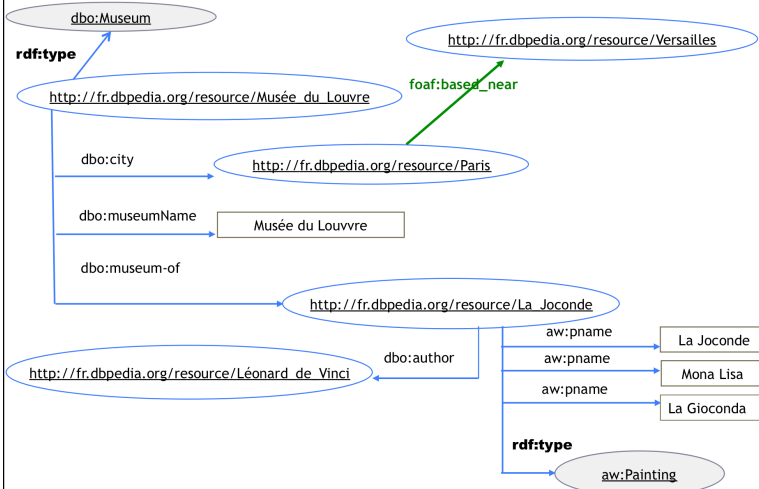 dbo:Museum
rdf:type
http://fr.dbpedia.org/resource/Versailles
foaf:based_near
http://fr.dbpedia.org/resource/Musée_du_Louvre
dbo:city
http://fr.dbpedia.org/resource/Paris
dbo:museumName
Musée du Louvvre
dbo:museum-of
http://fr.dbpedia.org/resource/La_Joconde
aw:pname
La Joconde
dbo:author
aw:pname
Mona Lisa
http://fr.dbpedia.org/resource/Léonard_de_Vinci
aw:pname
La Gioconda
rdf:type
aw:Painting